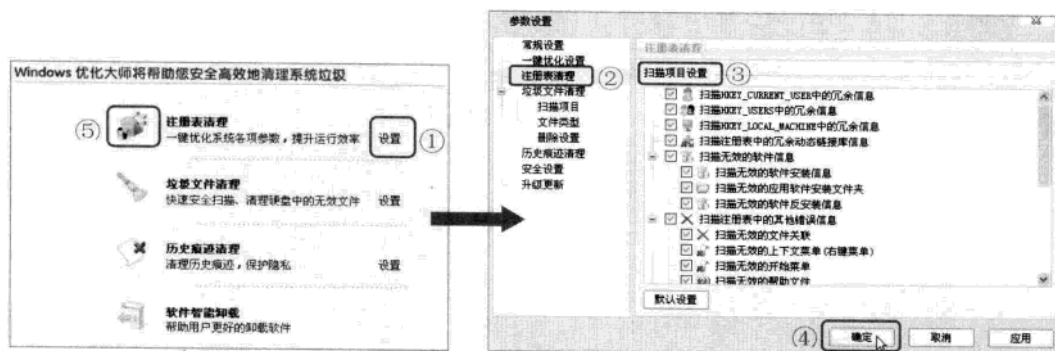 Windows 优化大师将帮助您安全高效地清理系统垃圾
⑤
注册表清理
一键优化系统各项参数，提升运行效率
设置
①
垃圾文件清理
快速安全扫描、清理硬盘中的无效文件
设置
历史痕迹清理
清理历史痕迹，保护隐私
设置
软件智能卸载
帮助用户更好的卸载软件
参数设置
常规设置
一键优化设置
注册表清理
②
垃圾文件清理
扫描项目
文件类型
删除设置
历史痕迹清理
安全设置
升级更新
注册表清理
扫描项目设置
③
扫描HKEY_CURRENT_USER中的冗余信息
扫描HKEY_USERS中的冗余信息
扫描HKEY_LOCAL_MACHINE中的冗余信息
扫描注册表中的冗余动态链接库信息
扫描无效的软件信息
扫描无效的软件安装信息
扫描无效的应用软件安装文件夹
扫描无效的软件反安装信息
扫描注册表中的其他错误信息
扫描无效的文件关联
扫描无效的上下文菜单(右键菜单)
扫描无效的开始菜单
扫描无效的帮助文件
默认设置
④
确定
取消
应用